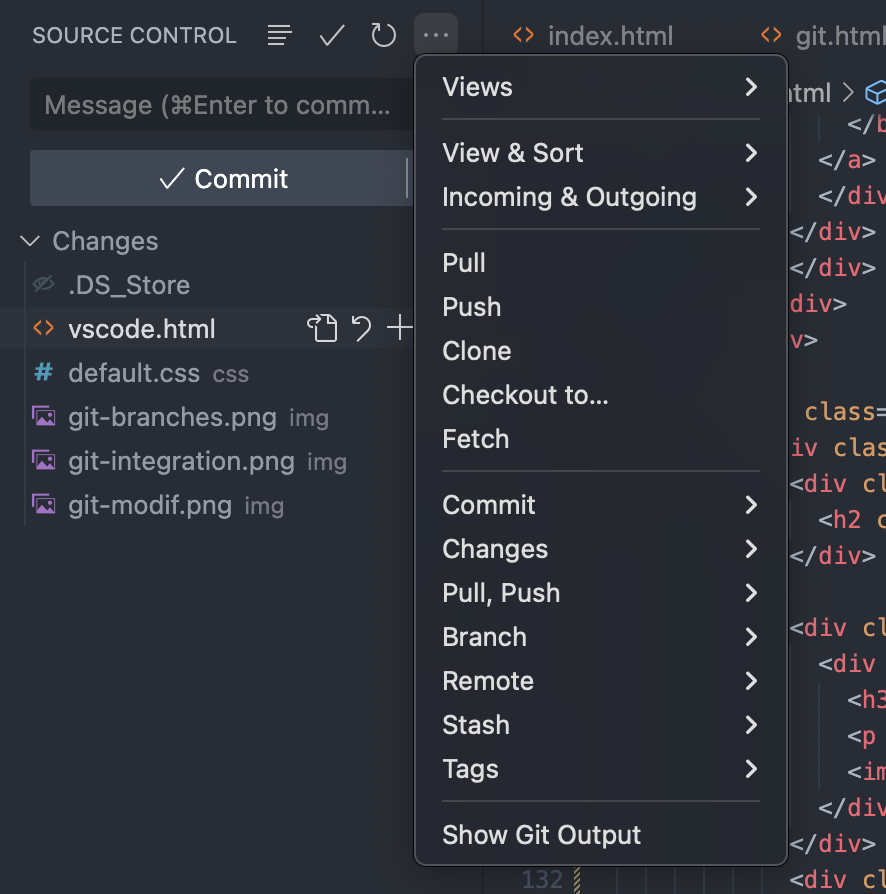 SOURCE CONTROL
Message (⌘Enter to comm...
Commit
Changes
.DS_Store
vscode.html
default.css css
git-branches.png img
git-integration.png img
git-modif.png img
Views
View & Sort
Incoming & Outgoing
Pull
Push
Clone
Checkout to...
Fetch
Commit
Changes
Pull, Push
Branch
Remote
Stash
Tags
Show Git Output
index.html
git.html
html
</b
</a>
</div
</div>
</div>
div>
v>
class=
iv clas
<div cl
<h2 c
</div>
<div cl
<div
<h3
<p
<im
</div
</div>
132 <div cl